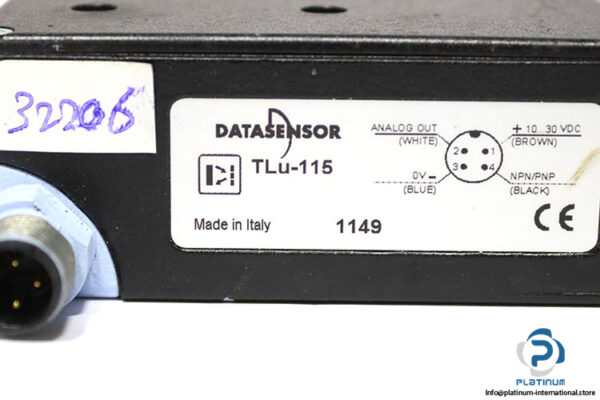 32206
DATASENSOR
TLu-115
Made in Italy
1149
ANALOG OUT
(WHITE)
+ 10...30 VDC
(BROWN)
2 1
3 4
0V -
(BLUE)
NPN/PNP
(BLACK)
CE
PLATINUM
Info@platinum-international.store